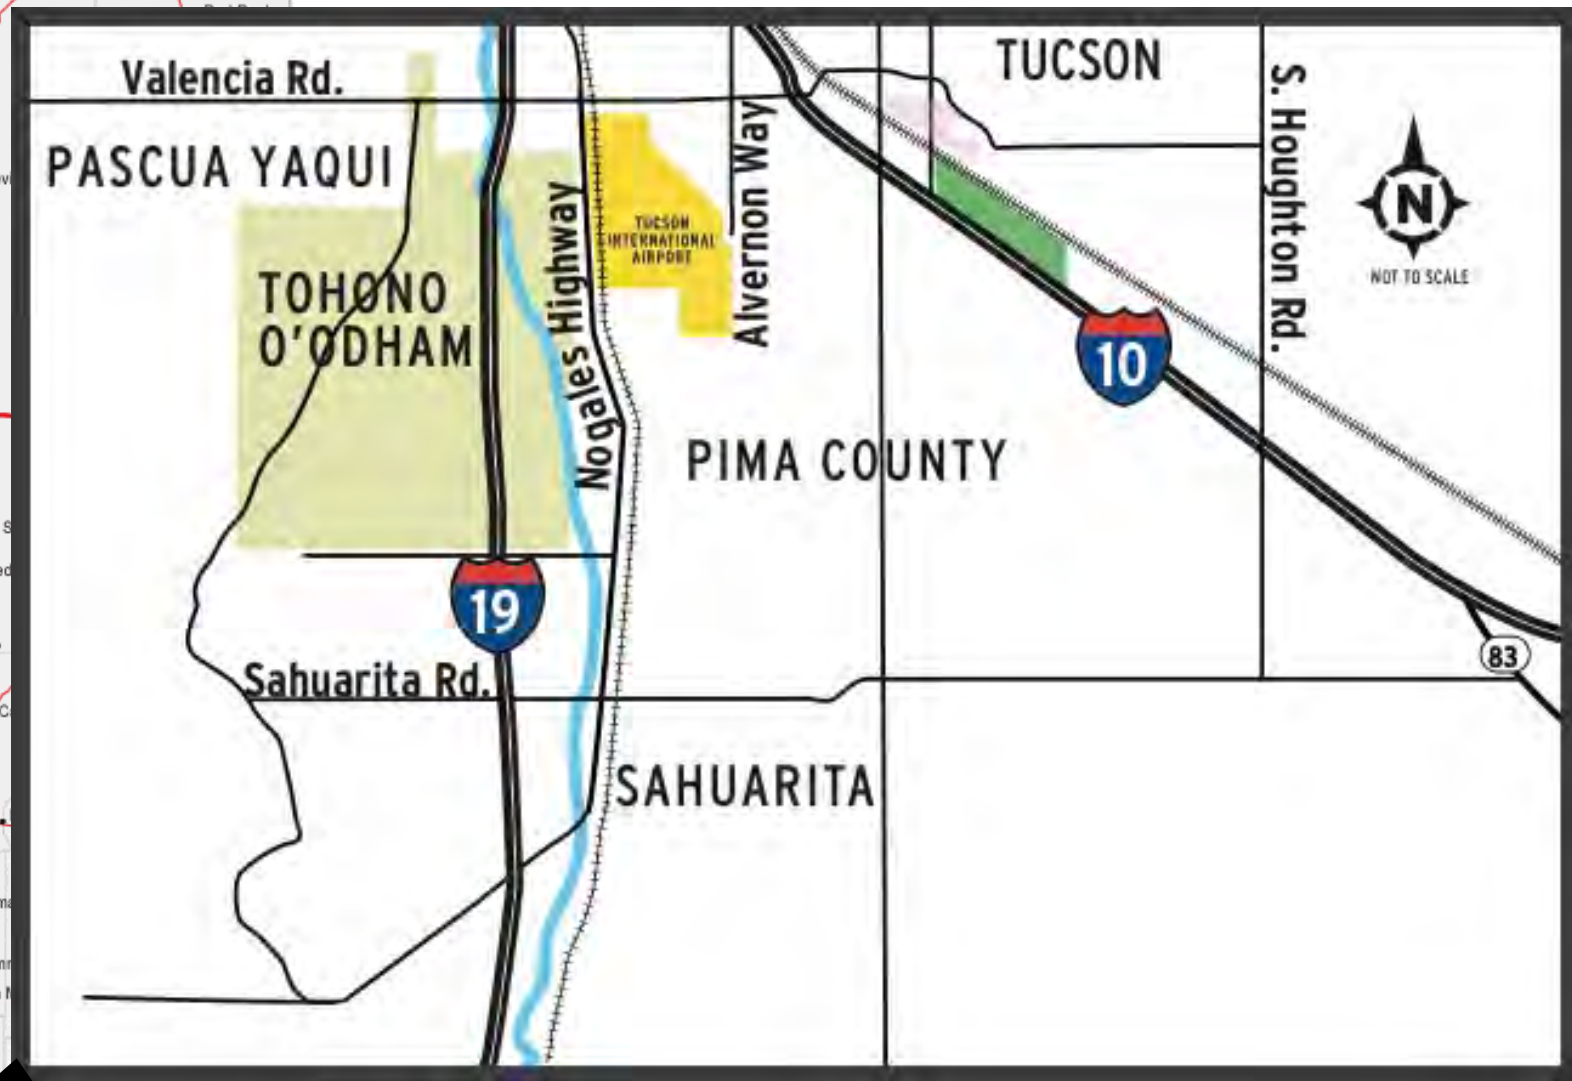 TUCSON
Valencia Rd.
S. Houghton Rd.
PASCUA YAQUI
Alvernon Way
N
Nogales Highway
TUCSON
INTERNATIONAL
AIRPORT
NOT TO SCALE
TOHONO
O'ODHAM
10
PIMA COUNTY
19
83
Sahuarita Rd.
SAHUARITA